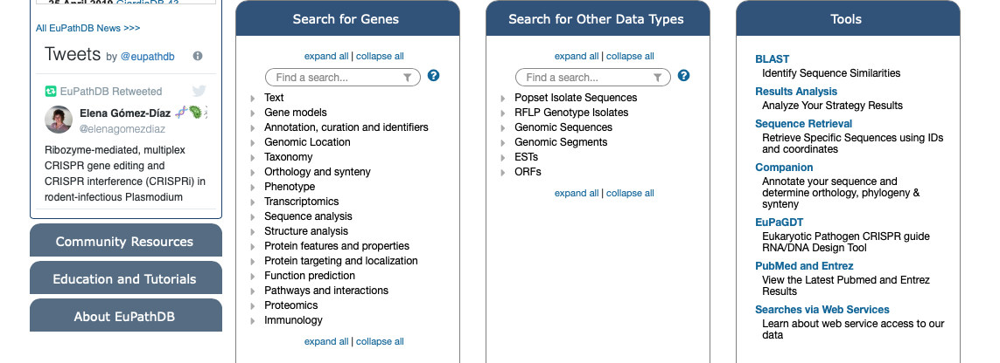 25 April 2019 GiardiaDB 43
All EuPathDB News >>>
Tweets by @eupathdb
EuPathDB Retweeted
Elena Gómez-Díaz
@elenagomezdiaz
Ribozyme-mediated, multiplex
CRISPR gene editing and
CRISPR interference (CRISPRi) in
rodent-infectious Plasmodium
Community Resources
Education and Tutorials
About EuPathDB
Search for Genes
expand all | collapse all
Find a search...
Text
Gene models
Annotation, curation and identifiers
Genomic Location
Taxonomy
Orthology and synteny
Phenotype
Transcriptomics
Sequence analysis
Structure analysis
Protein features and properties
Protein targeting and localization
Function prediction
Pathways and interactions
Proteomics
Immunology
expand all | collapse all
Search for Other Data Types
expand all | collapse all
Find a search...
Popset Isolate Sequences
RFLP Genotype Isolates
Genomic Sequences
Genomic Segments
ESTs
ORFs
expand all | collapse all
Tools
BLAST
Identify Sequence Similarities
Results Analysis
Analyze Your Strategy Results
Sequence Retrieval
Retrieve Specific Sequences using IDs
and coordinates
Companion
Annotate your sequence and
determine orthology, phylogeny &
synteny
EuPaGDT
Eukaryotic Pathogen CRISPR guide
RNA/DNA Design Tool
PubMed and Entrez
View the Latest Pubmed and Entrez
Results
Searches via Web Services
Learn about web service access to our
data